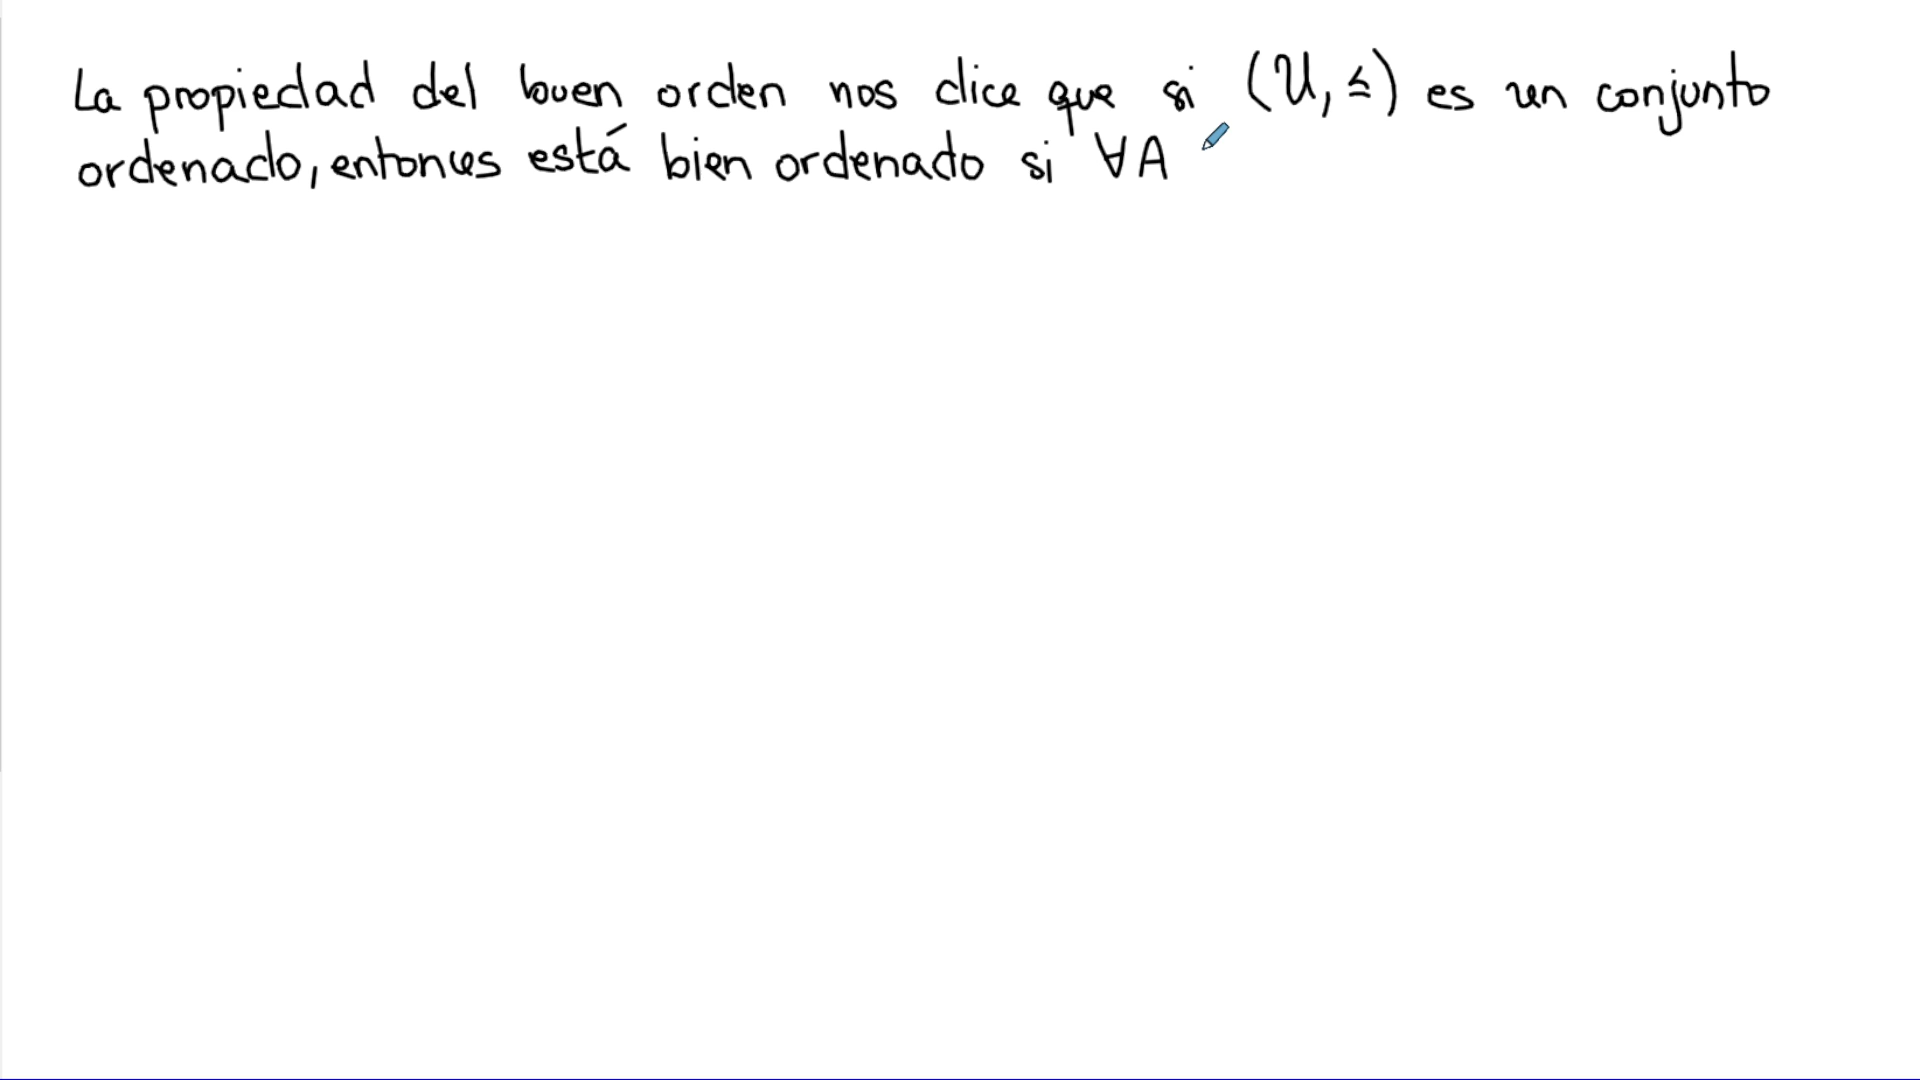 La propiedad del buen orden nos dice que si (U, ≤) es un conjunto
ordenado, entonces está bien ordenado si ∀A